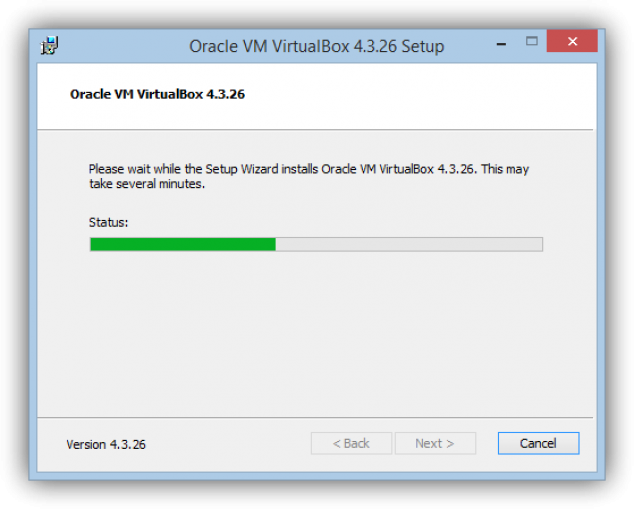 Oracle VM VirtualBox 4.3.26 Setup
Oracle VM VirtualBox 4.3.26
Please wait while the Setup Wizard installs Oracle VM VirtualBox 4.3.26. This may
take several minutes.
Status:
Version 4.3.26
< Back
Next >
Cancel